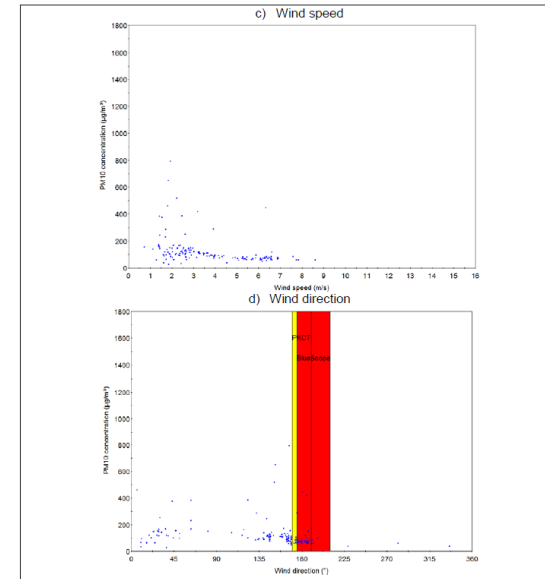 c) Wind speed
PM10 concentration (µg/m³)
1800
1600
1400
1200
1000
800
600
400
200
0
0 1 2 3 4 5 6 7 8 9 10 11 12 13 14 15 16
Wind speed (m/s)
d) Wind direction
PM10 concentration (µg/m³)
1800
1600
1400
1200
1000
800
600
400
200
0
PKCT
BlueScope
0 45 90 135 180 225 270 315 360
Wind direction (°)